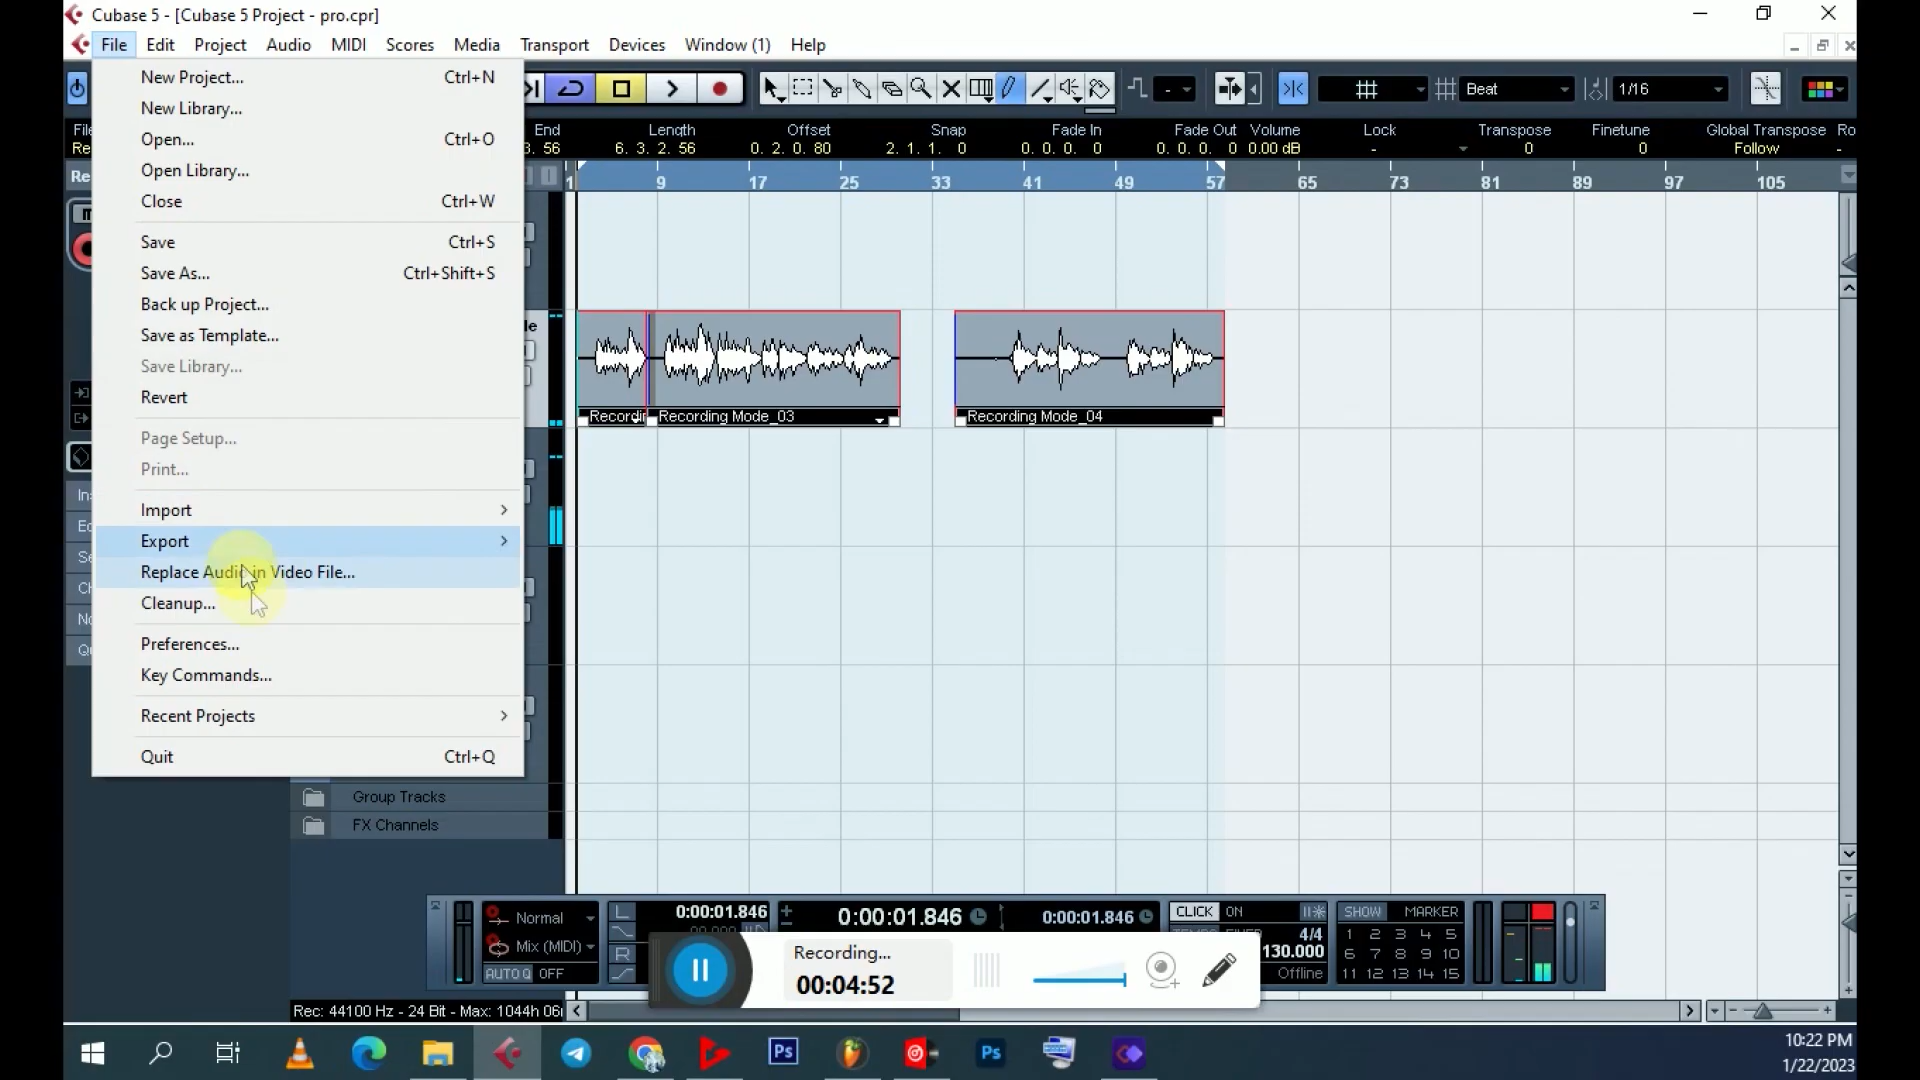 Cubase 5 - [Cubase 5 Project - pro.cpr]
File Edit Project Audio MIDI Scores Media Transport Devices Window (1) Help
New Project... Ctrl+N
New Library...
Open... Ctrl+O
Open Library...
Close Ctrl+W
Save Ctrl+S
Save As... Ctrl+Shift+S
Back up Project...
Save as Template...
Save Library...
Revert
Page Setup...
Print...
Import
Export
Replace Audio in Video File...
Cleanup...
Preferences...
Key Commands...
Recent Projects
Quit Ctrl+Q
- Beat 1/16
End Length Offset Snap Fade In Fade Out Volume Lock Transpose Finetune Global Transpose Ro
3. 56 6. 3. 2. 56 0. 2. 0. 80 2. 1. 1. 0 0. 0. 0. 0 0. 0. 0. 0 0.00 dB - 0 0 Follow -
1 9 17 25 33 41 49 57 65 73 81 89 97 105
Recordin Recording Mode_03 Recording Mode_04
Group Tracks
FX Channels
Normal
Mix (MIDI)
AUTO Q OFF
L 0:00:01.846
R
0:00:01.846 0:00:01.846
CLICK ON
4/4
130.000
Offline
SHOW MARKER
1 2 3 4 5
6 7 8 9 10
11 12 13 14 15
Recording...
00:04:52
Rec: 44100 Hz - 24 Bit - Max: 1044h 06
Ps Ps
10:22 PM
1/22/2023